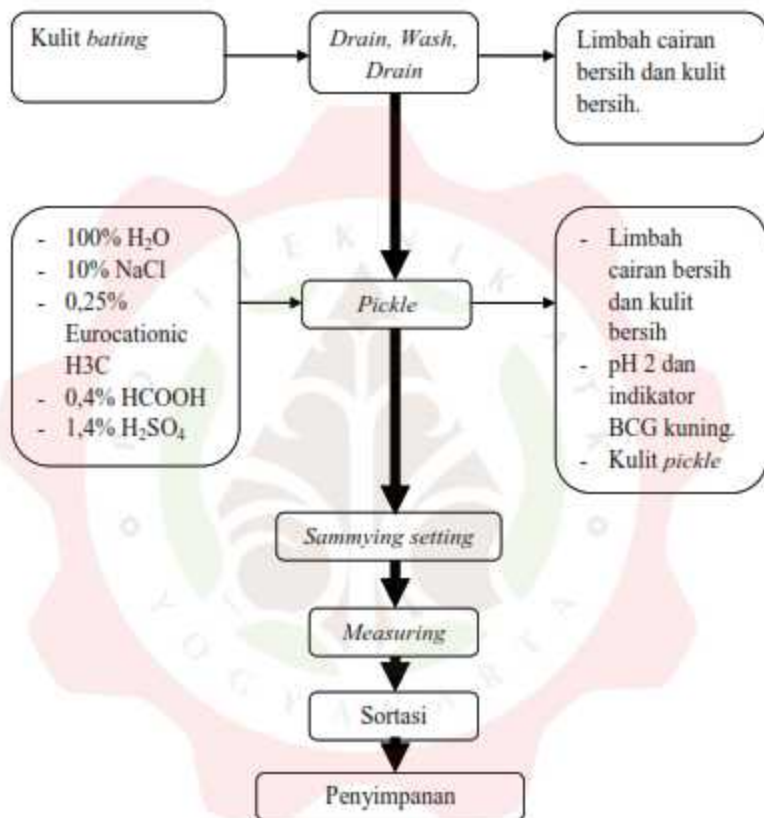 Kulit bating
Drain, Wash,
Drain
Limbah cairan
bersih dan kulit
bersih.
- 100% H₂O
- 10% NaCl
- 0,25%
Eurocationic
H3C
- 0,4% HCOOH
- 1,4% H₂SO₄
Pickle
- Limbah
cairan bersih
dan kulit
bersih
- pH 2 dan
indikator
BCG kuning.
- Kulit pickle
Sammying setting
Measuring
Sortasi
Penyimpanan
YOGYAKARTA